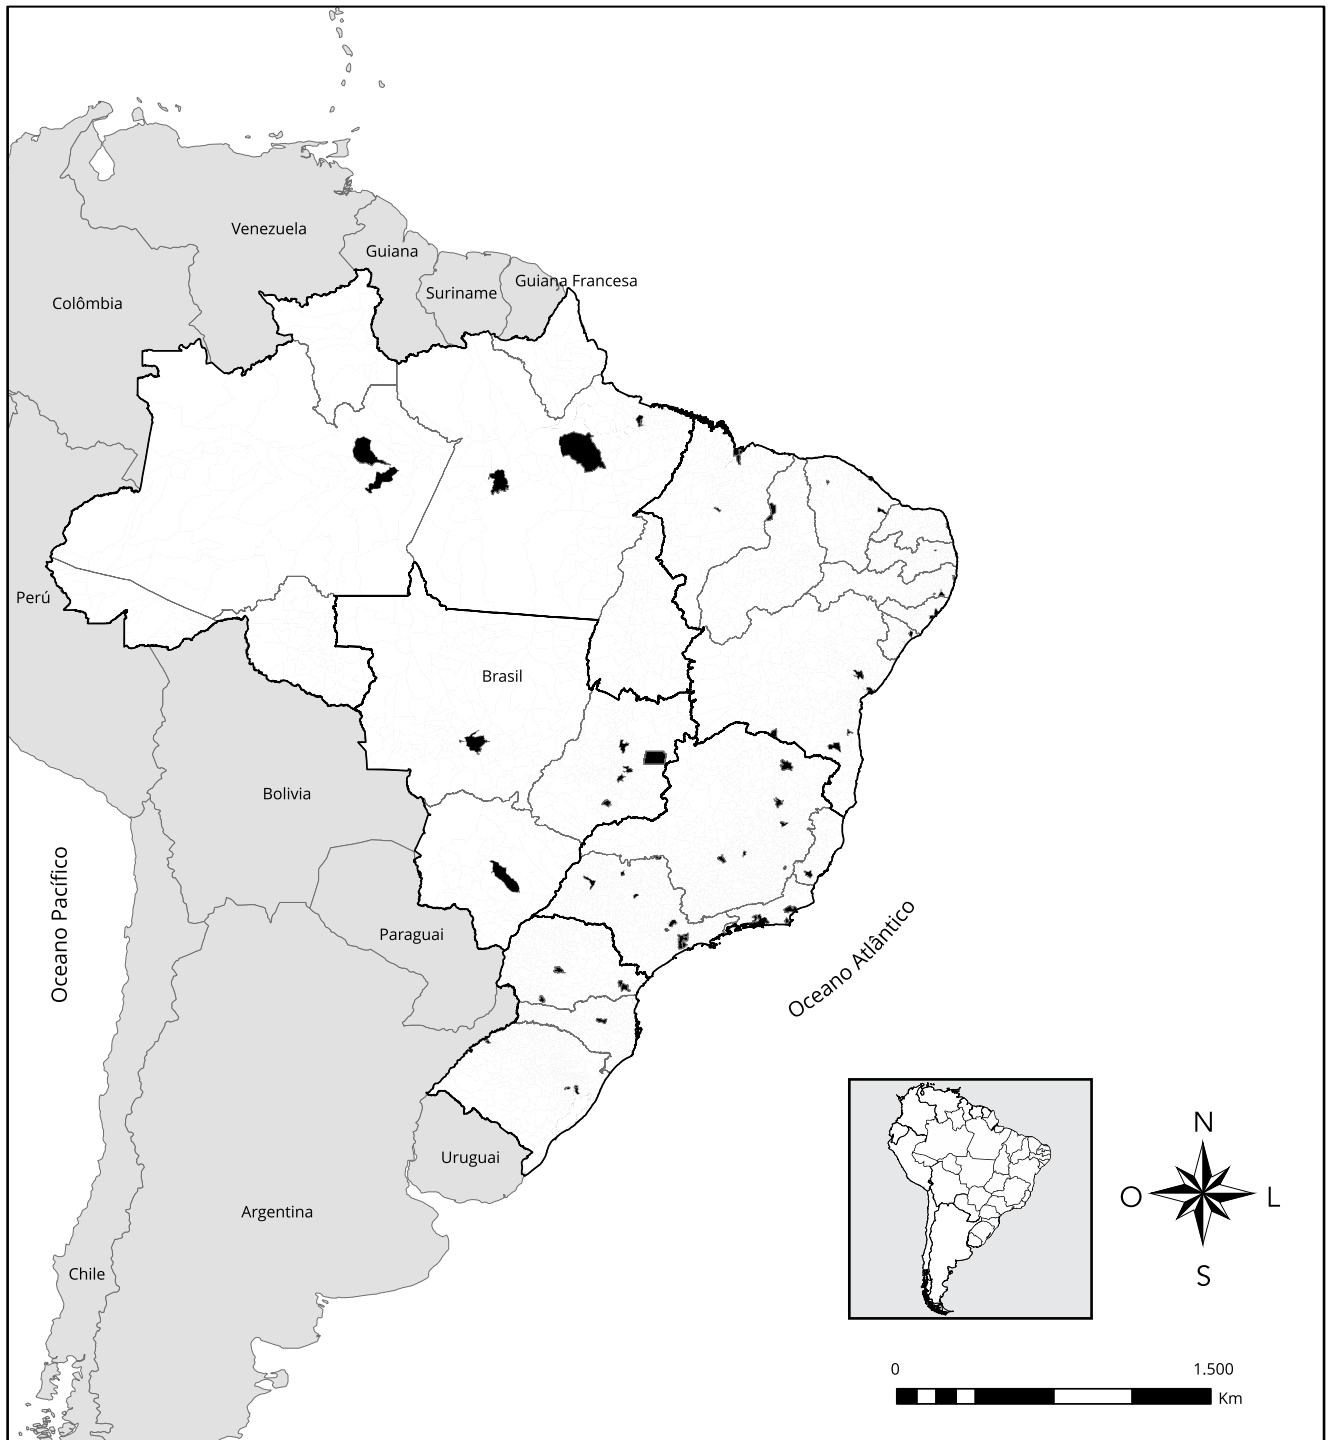 Venezuela
Guiana
Guiana Francesa
Suriname
Colômbia
Perú
Brasil
Bolivia
Oceano Pacífico
Paraguai
Oceano Atlântico
Uruguai
Argentina
Chile
N
O
L
S
0
1.500
Km